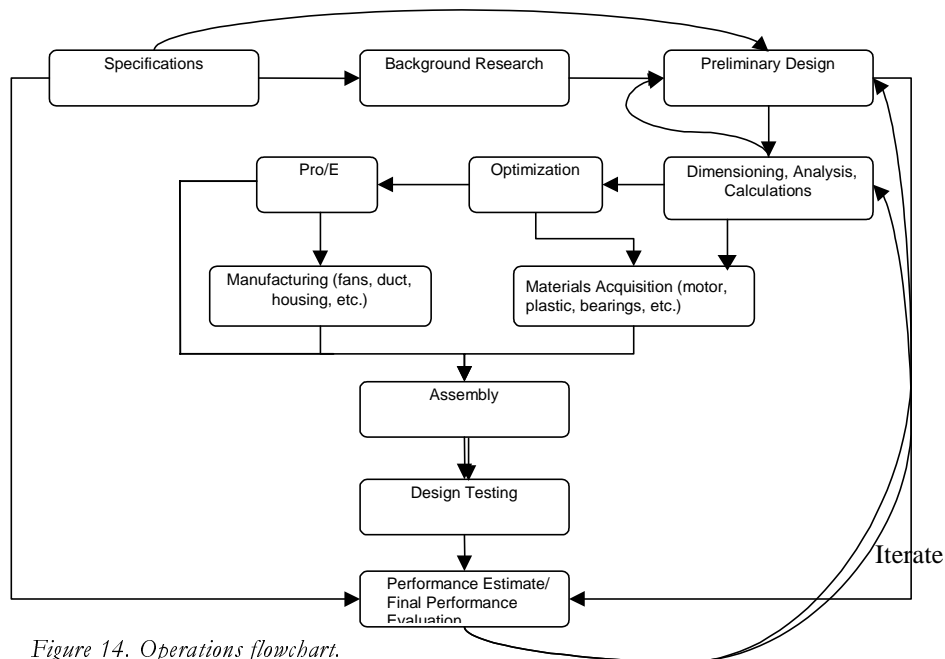 Specifications
Background Research
Preliminary Design
Pro/E
Optimization
Dimensioning, Analysis,
Calculations
Manufacturing (fans, duct,
housing, etc.)
Materials Acquisition (motor,
plastic, bearings, etc.)
Assembly
Design Testing
Iterate
Performance Estimate/
Final Performance
Evaluation
Figure 14. Operations flowchart.